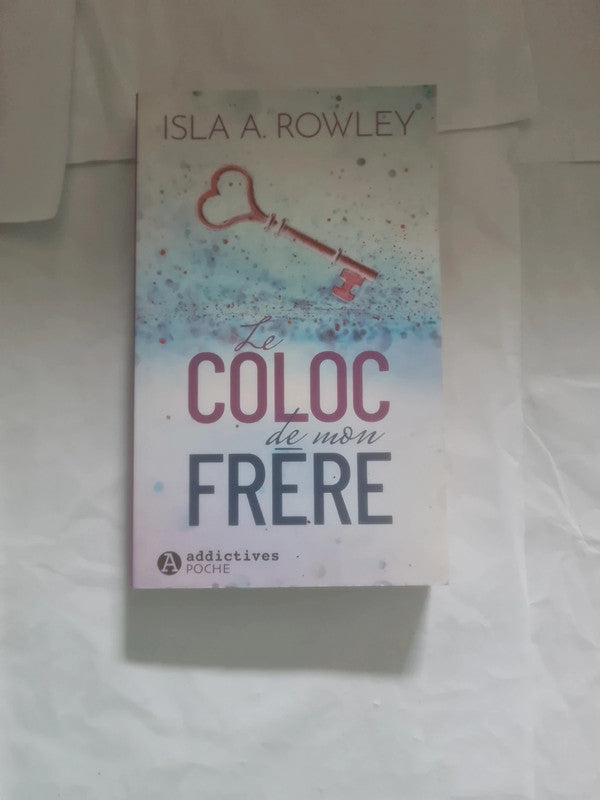 ISLA A. ROWLEY
Le
COLOC
de mon
FRÈRE
A addictives
POCHE